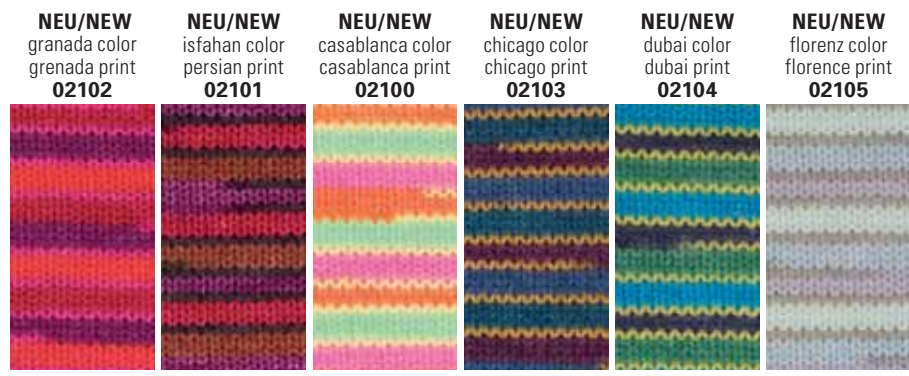 NEU/NEW
granada color
grenada print
02102
NEU/NEW
isfahan color
persian print
02101
NEU/NEW
casablanca color
casablanca print
02100
NEU/NEW
chicago color
chicago print
02103
NEU/NEW
dubai color
dubai print
02104
NEU/NEW
florenz color
florence print
02105